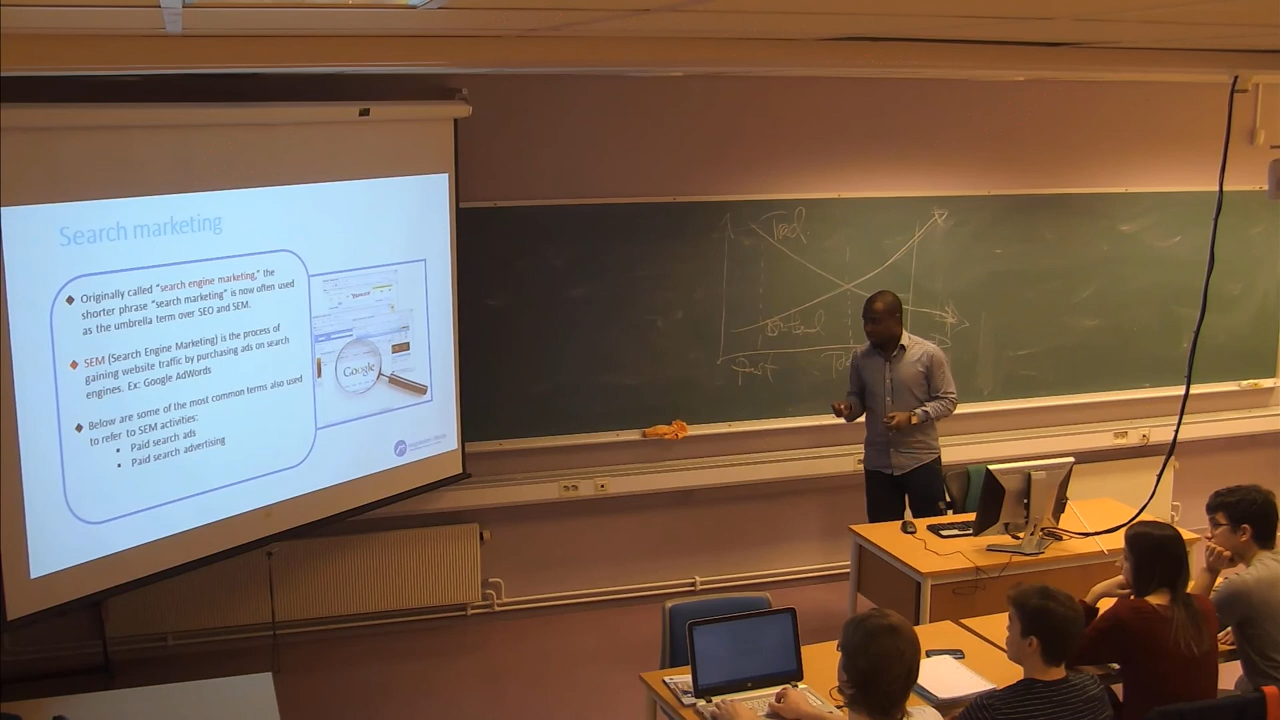 Search marketing
Originally called "search engine marketing," the
shorter phrase "search marketing" is now often used
as the umbrella term over SEO and SEM.
SEM (Search Engine Marketing) is the process of
gaining website traffic by purchasing ads on search
engines. Ex: Google AdWords
Below are some of the most common terms also used
to refer to SEM activities:
Paid search ads
Paid search advertising
YAHOO!
Google
Trad.
Past